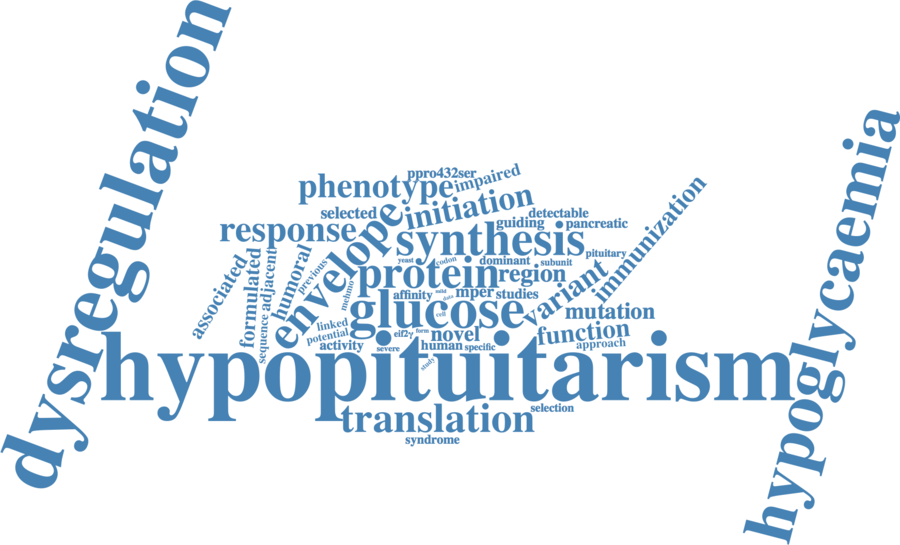 dysregulation
hypoglycaemia
ppro432ser
phenotype
impaired
selected
initiation
detectable
guiding
pancreatic
response
envelope
synthesis
immunization
pituitary
yeast
codon
dominant
subunit
associated
formulated
adjacent
sequence
humoral
previous
mehmo
protein
region
variant
affinity
mild
data
mper
studies
glucose
cell
mutation
linked
potential
eif2γ
form
novel
function
activity
severe
human
specific
approach
study
hypopituitarism
translation
selection
syndrome